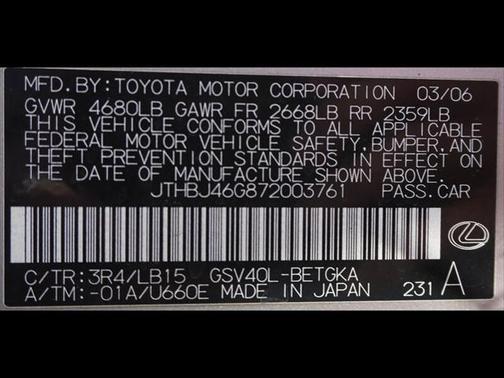 MFD.BY:TOYOTA MOTOR CORPORATION 03/06
GVWR 4680LB GAWR FR 2668LB RR 2359LB
THIS VEHICLE CONFORMS TO ALL APPLICABLE
FEDERAL MOTOR VEHICLE SAFETY,BUMPER,AND
THEFT PREVENTION STANDARDS IN EFFECT ON
THE DATE OF MANUFACTURE SHOWN ABOVE.
JTHBJ46G872003761 PASS.CAR
C/TR:3R4/LB15 GSV40L-BETGKA
A/TM:-01A/U660E MADE IN JAPAN 231 A